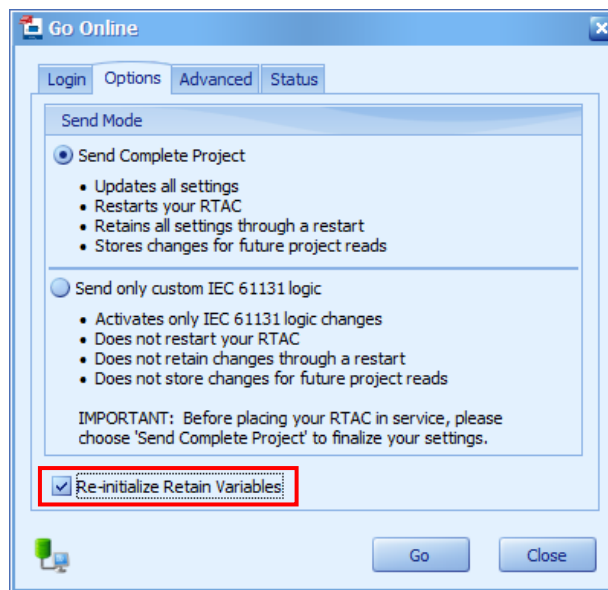 Go Online
Login Options Advanced Status
Send Mode
Send Complete Project
• Updates all settings
• Restarts your RTAC
• Retains all settings through a restart
• Stores changes for future project reads
Send only custom IEC 61131 logic
• Activates only IEC 61131 logic changes
• Does not restart your RTAC
• Does not retain changes through a restart
• Does not store changes for future project reads
IMPORTANT: Before placing your RTAC in service, please
choose 'Send Complete Project' to finalize your settings.
Re-initialize Retain Variables
Go Close